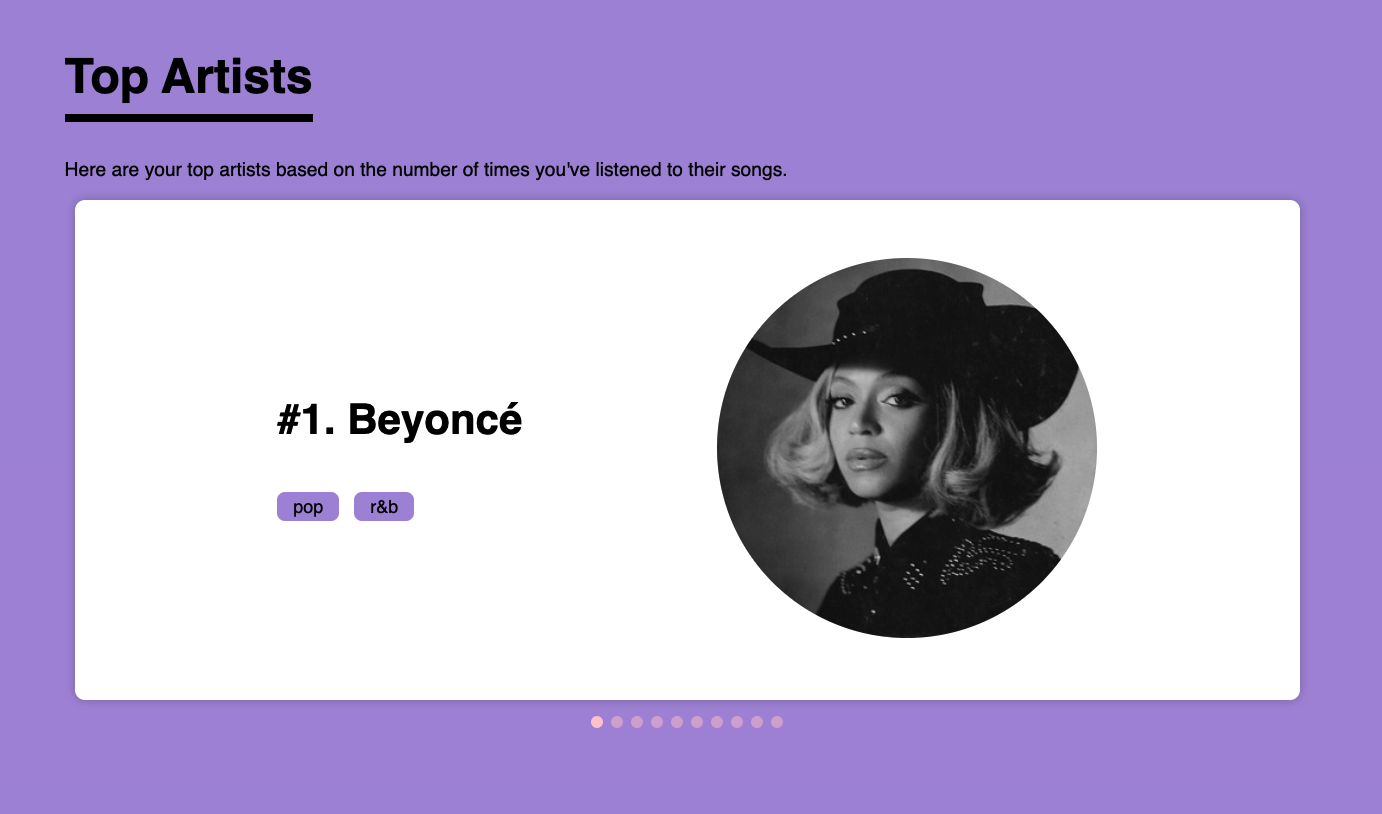 Top Artists
Here are your top artists based on the number of times you've listened to their songs.
#1. Beyoncé
pop r&b